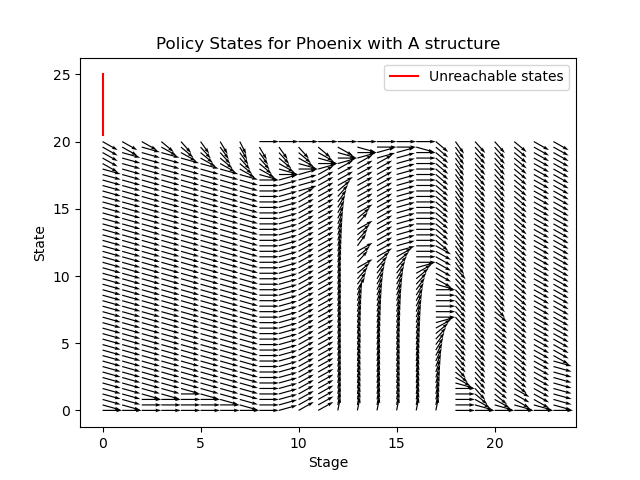 Policy States for Phoenix with A structure
Unreachable states
25
20
15
10
5
0
State
0 5 10 15 20
Stage